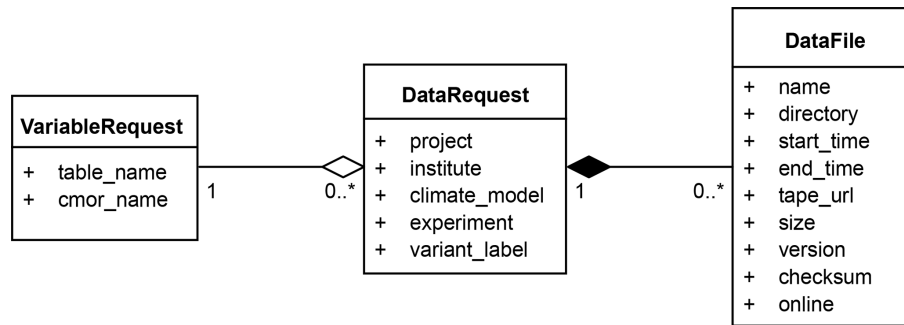 VariableRequest
+ table_name
+ cmor_name
1
0..*
DataRequest
+ project
+ institute
+ climate_model
+ experiment
+ variant_label
1
0..*
DataFile
+ name
+ directory
+ start_time
+ end_time
+ tape_url
+ size
+ version
+ checksum
+ online